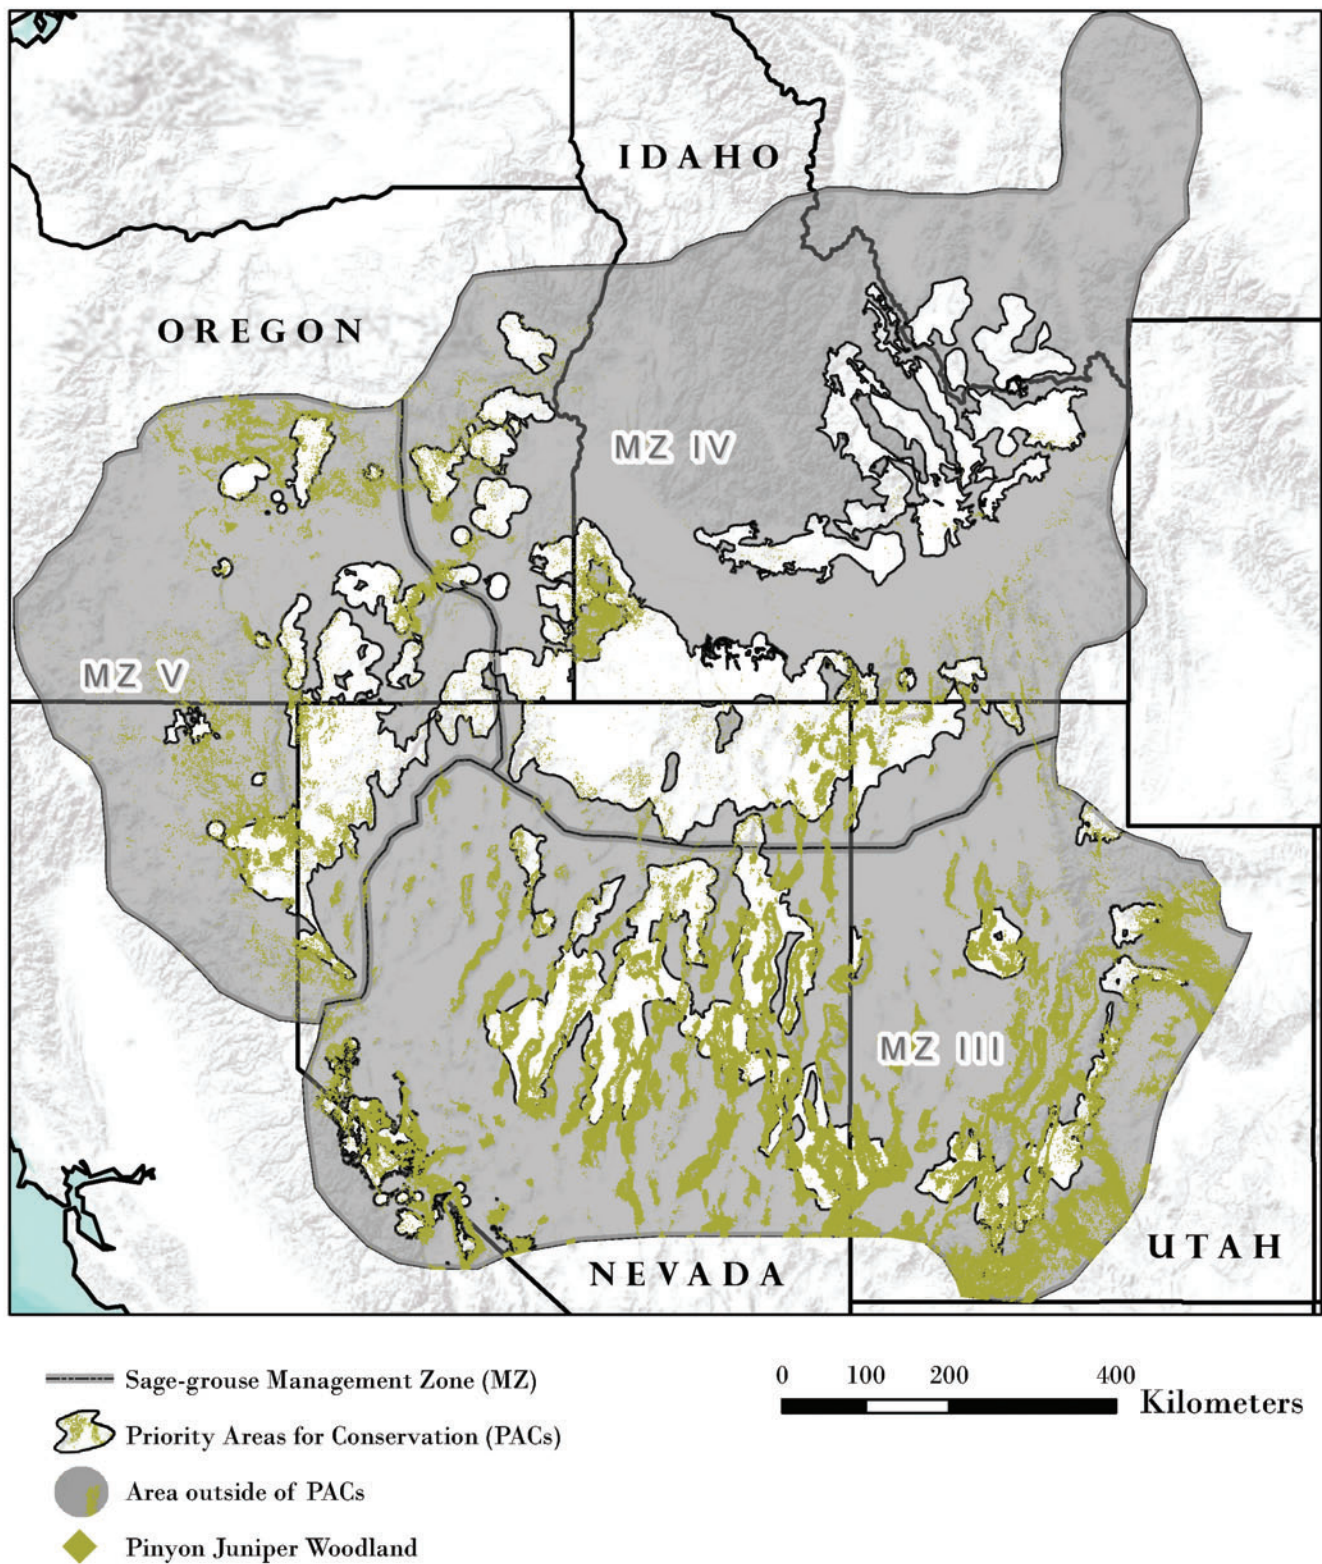 IDAHO
OREGON
MZ IV
MZ V
MZ III
UTAH
NEVADA
Sage-grouse Management Zone (MZ)
0 100 200 400 Kilometers
Priority Areas for Conservation (PACs)
Area outside of PACs
Pinyon Juniper Woodland